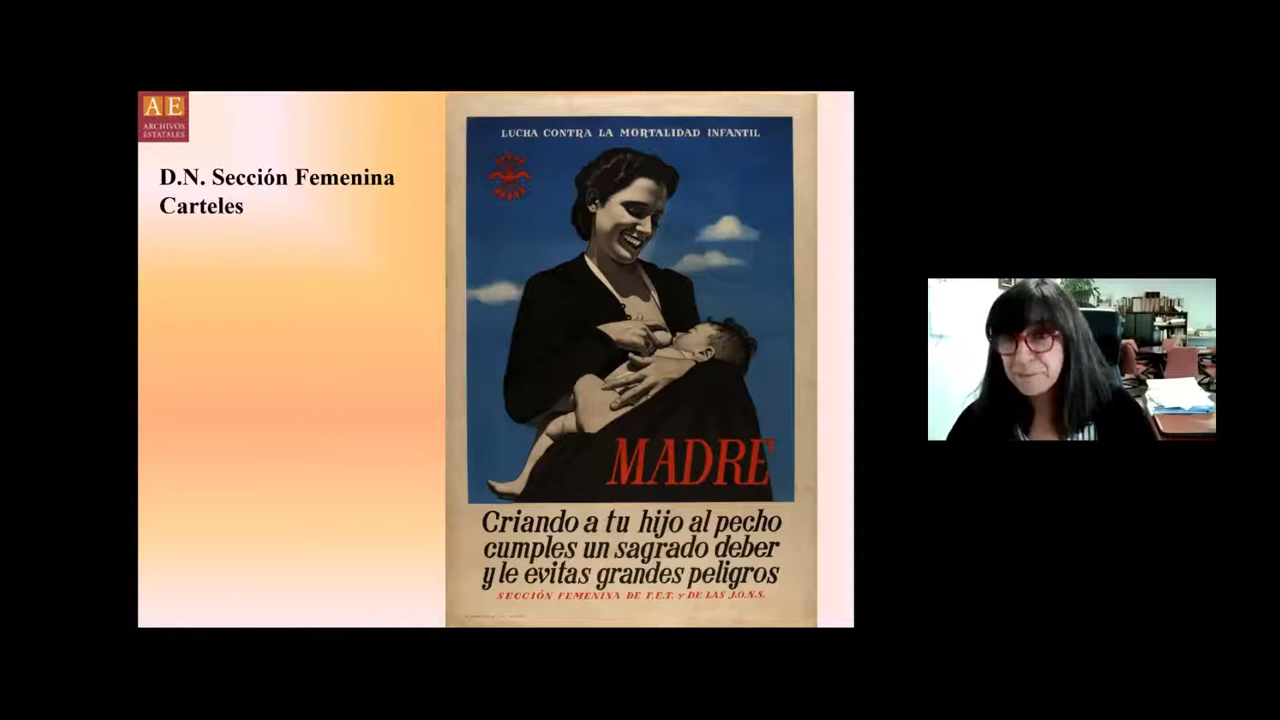 AE
ARCHIVOS
ESTATALES
D.N. Sección Femenina
Carteles
LUCHA CONTRA LA MORTALIDAD INFANTIL
MADRE
Criando a tu hijo al pecho
cumples un sagrado deber
y le evitas grandes peligros
SECCIÓN FEMENINA DE F.E.T. y DE LAS J.O.N.S.